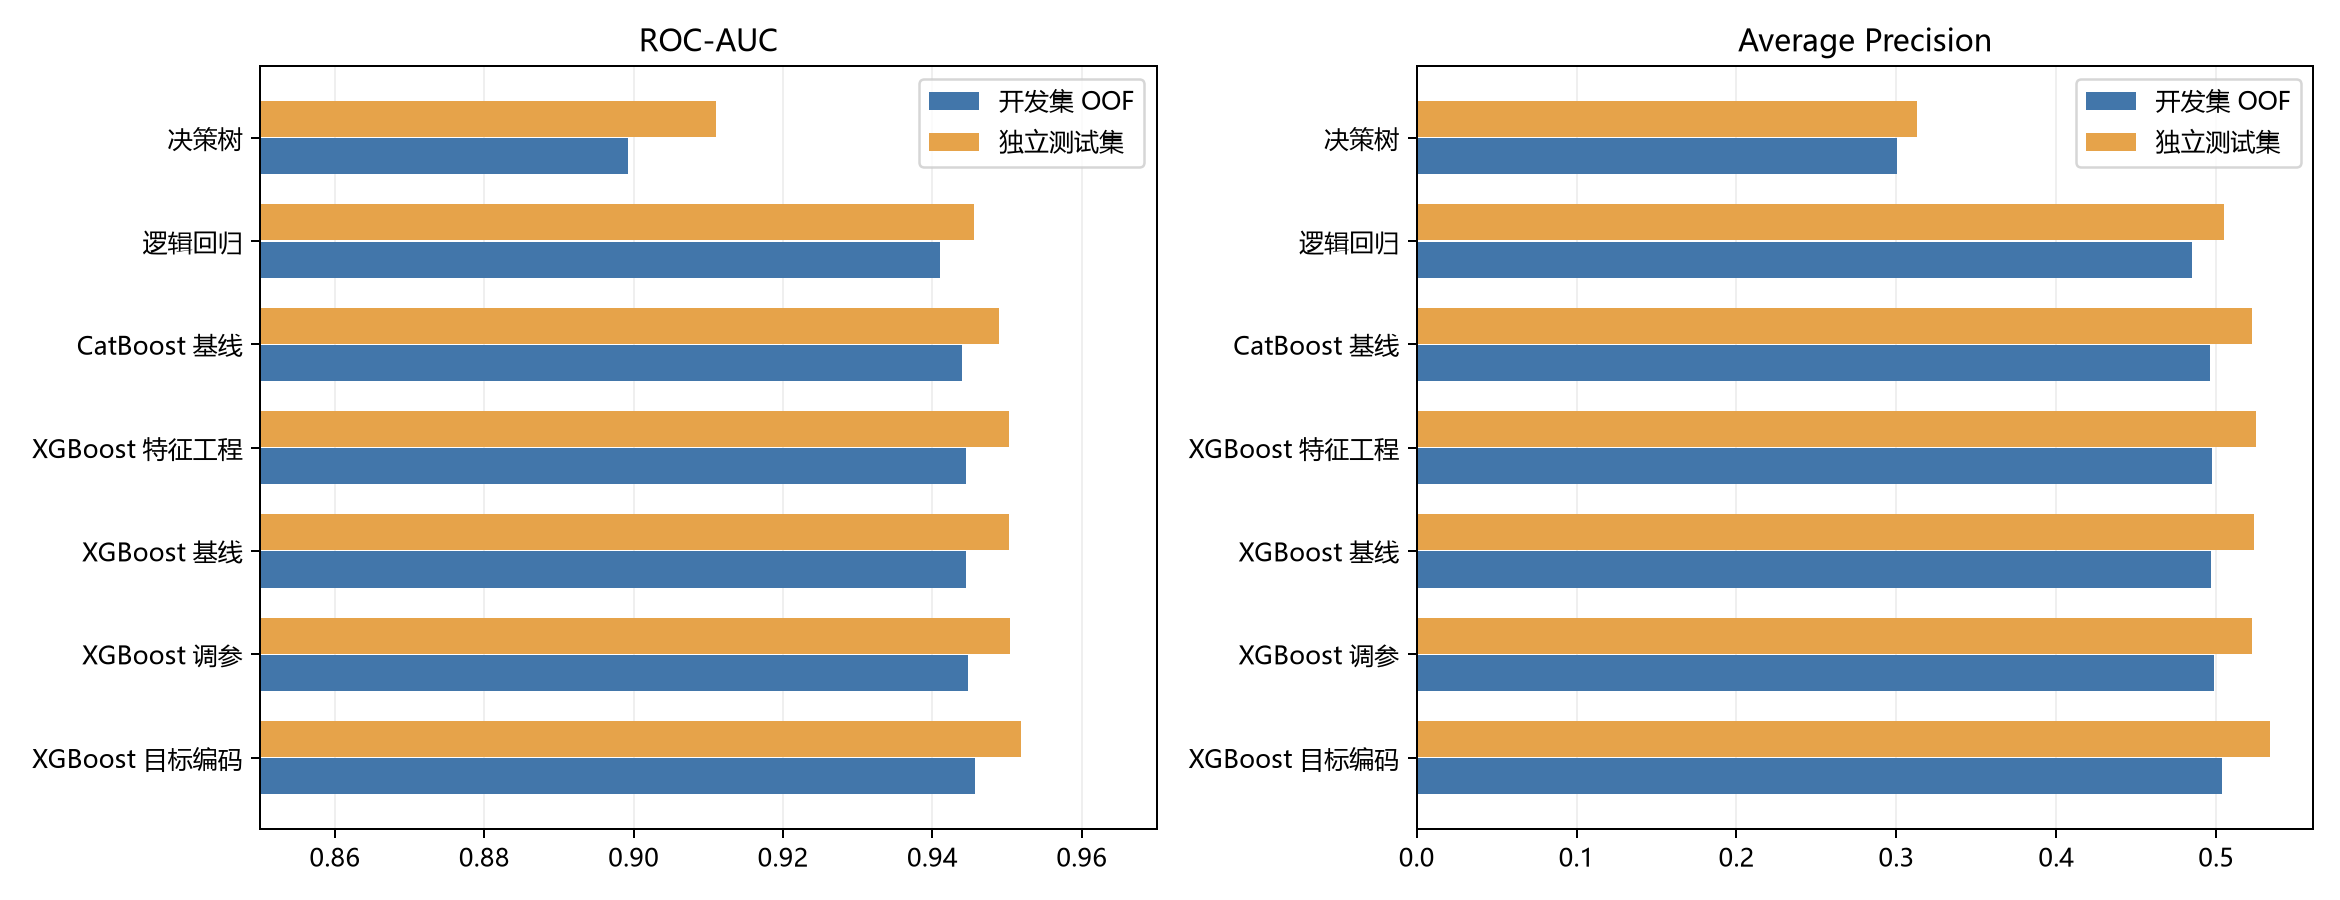 ROC-AUC
开发集 OOF
独立测试集
决策树
逻辑回归
CatBoost 基线
XGBoost 特征工程
XGBoost 基线
XGBoost 调参
XGBoost 目标编码
0.86 0.88 0.90 0.92 0.94 0.96
Average Precision
开发集 OOF
独立测试集
决策树
逻辑回归
CatBoost 基线
XGBoost 特征工程
XGBoost 基线
XGBoost 调参
XGBoost 目标编码
0.0 0.1 0.2 0.3 0.4 0.5